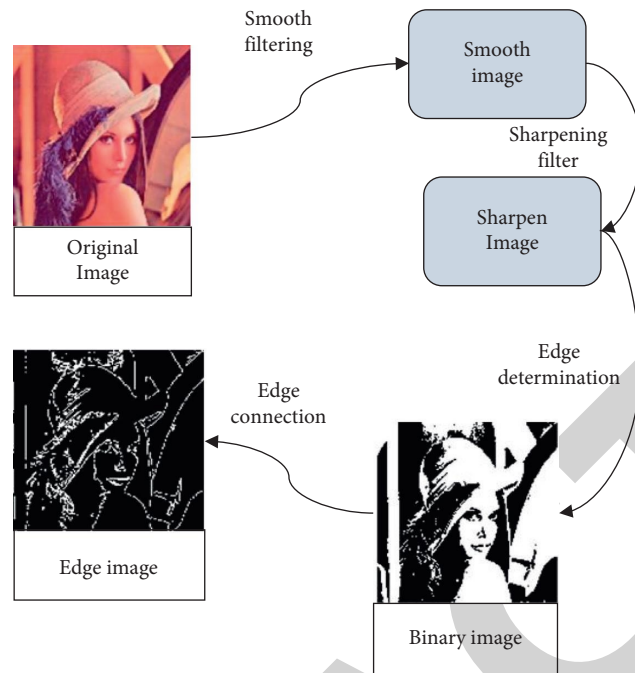 Smooth
filtering
Smooth
image
Sharpening
filter
Sharpen
Image
Original
Image
Edge
determination
Edge
connection
Edge image
Binary image